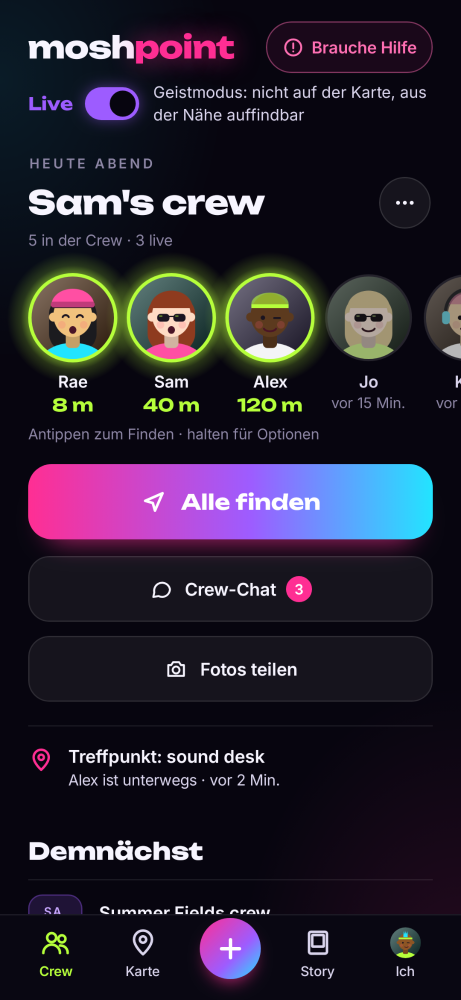 moshpoint
Brauche Hilfe
Live
Geistmodus: nicht auf der Karte, aus
der Nähe auffindbar
HEUTE ABEND
Sam's crew
5 in der Crew · 3 live
Rae
Sam
Alex
Jo
8 m
40 m
120 m
vor 15 Min.
vor
Antippen zum Finden · halten für Optionen
Alle finden
Crew-Chat 3
Fotos teilen
Treffpunkt: sound desk
Alex ist unterwegs · vor 2 Min.
Demnächst
SA
Summer Fields crew
Crew
Karte
Story
Ich